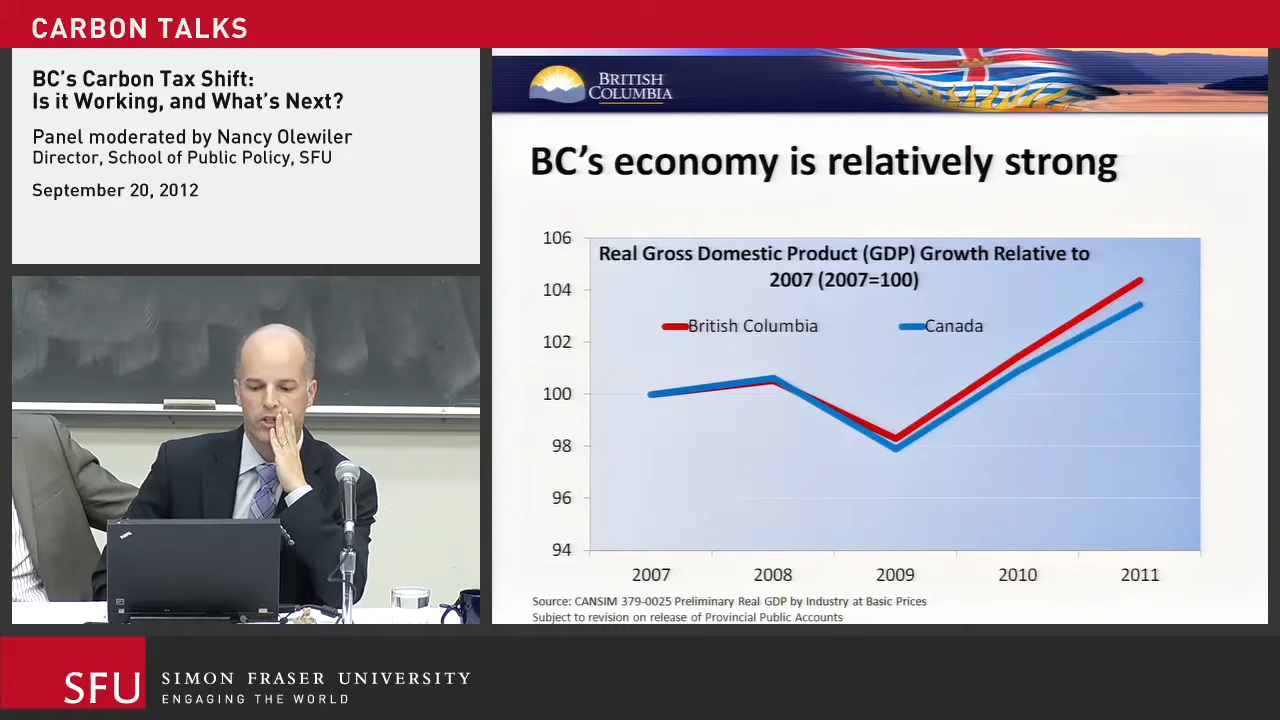 CARBON TALKS
BC's Carbon Tax Shift:
Is it Working, and What's Next?
Panel moderated by Nancy Olewiler
Director, School of Public Policy, SFU
September 20, 2012
BRITISH
COLUMBIA
BC's economy is relatively strong
Real Gross Domestic Product (GDP) Growth Relative to
2007 (2007=100)
British Columbia
Canada
106
104
102
100
98
96
94
2007
2008
2009
2010
2011
Source: CANSIM 379-0025 Preliminary Real GDP by Industry at Basic Prices
Subject to revision on release of Provincial Public Accounts
SFU
SIMON FRASER UNIVERSITY
ENGAGING THE WORLD